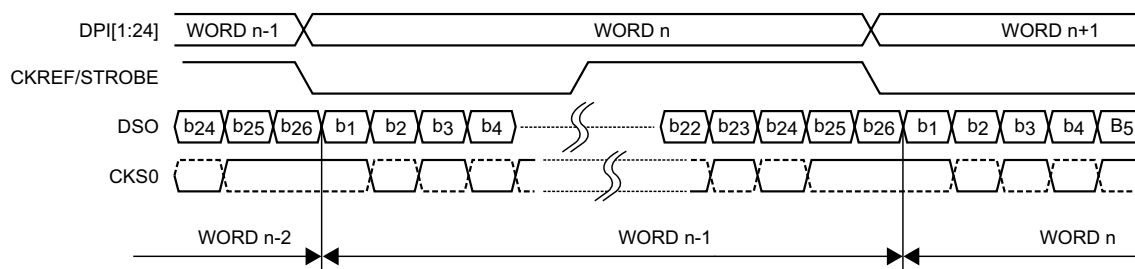 DPI[1:24] WORD n-1 WORD n WORD n+1
CKREF/STROBE
DSO b24 b25 b26 b1 b2 b3 b4 b22 b23 b24 b25 b26 b1 b2 b3 b4 B5
CKS0
WORD n-2 WORD n-1 WORD n